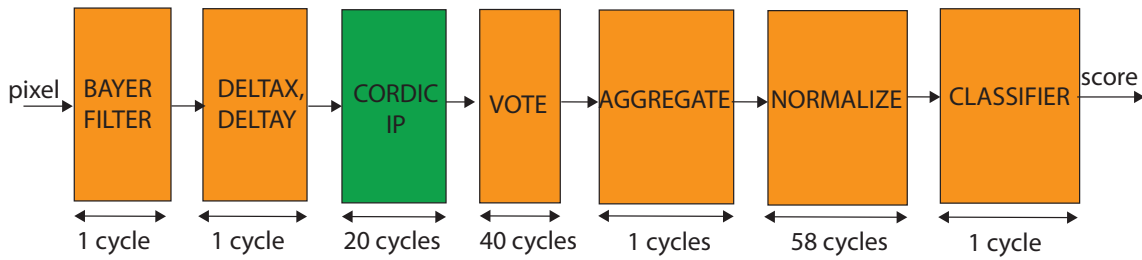 pixel
BAYER
FILTER
DELTAX,
DELTAY
CORDIC
IP
VOTE
AGGREGATE
NORMALIZE
CLASSIFIER
score
1 cycle
1 cycle
20 cycles
40 cycles
1 cycles
58 cycles
1 cycle